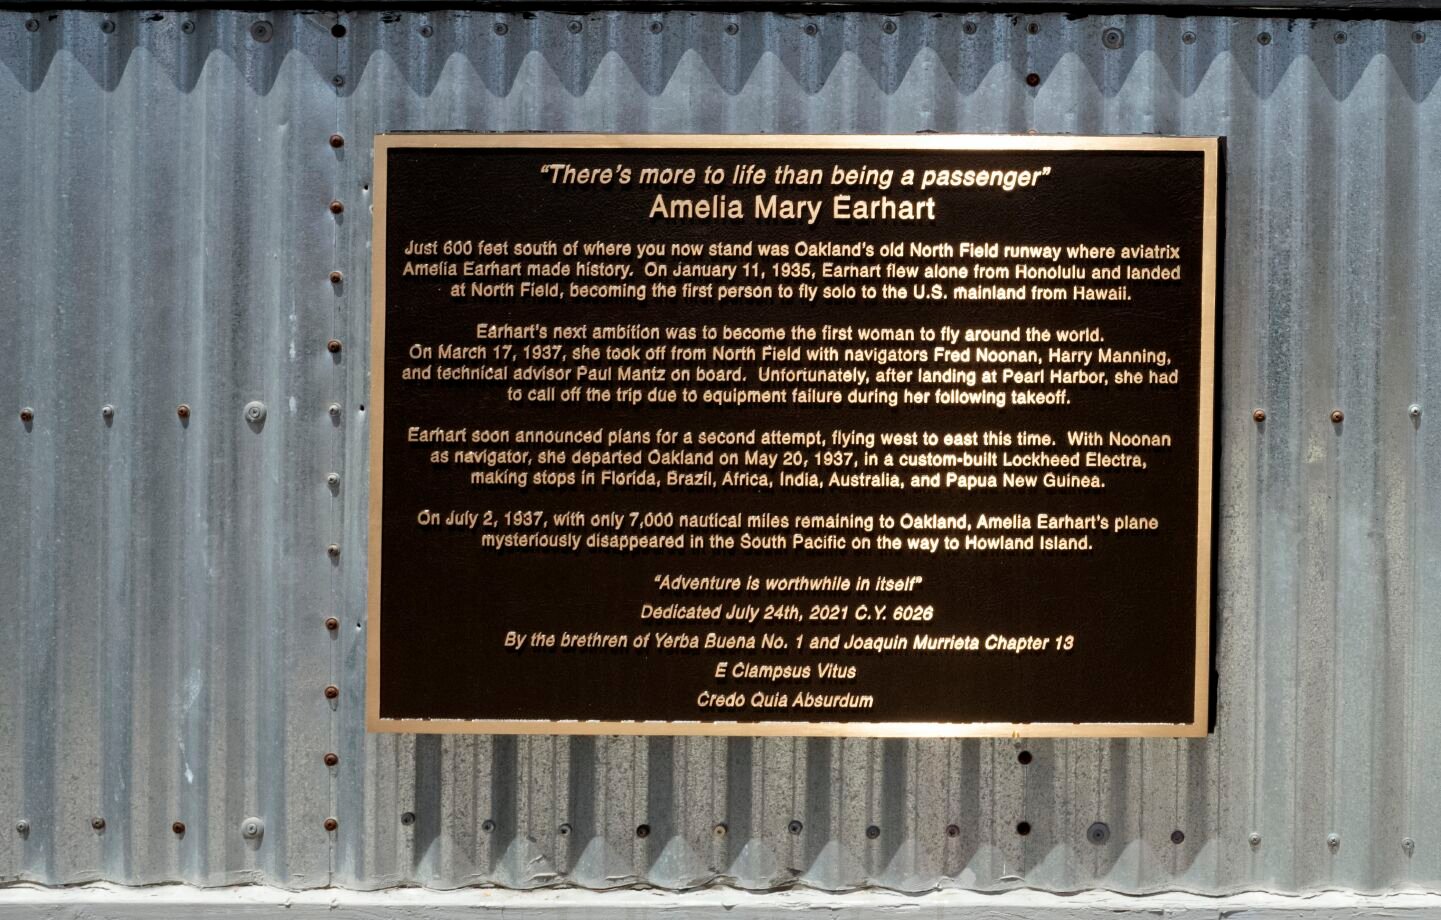 “There’s more to life than being a passenger”
Amelia Mary Earhart
Just 600 feet south of where you now stand was Oakland’s old North Field runway where aviatrix
Amelia Earhart made history. On January 11, 1935, Earhart flew alone from Honolulu and landed
at North Field, becoming the first person to fly solo to the U.S. mainland from Hawaii.
Earhart’s next ambition was to become the first woman to fly around the world.
On March 17, 1937, she took off from North Field with navigators Fred Noonan, Harry Manning,
and technical advisor Paul Mantz on board. Unfortunately, after landing at Pearl Harbor, she had
to call off the trip due to equipment failure during her following takeoff.
Earhart soon announced plans for a second attempt, flying west to east this time. With Noonan
as navigator, she departed Oakland on May 20, 1937, in a custom-built Lockheed Electra,
making stops in Florida, Brazil, Africa, India, Australia, and Papua New Guinea.
On July 2, 1937, with only 7,000 nautical miles remaining to Oakland, Amelia Earhart’s plane
mysteriously disappeared in the South Pacific on the way to Howland Island.
“Adventure is worthwhile in itself”
Dedicated July 24th, 2021 C.Y. 6026
By the brethren of Yerba Buena No. 1 and Joaquin Murrieta Chapter 13
E Clampsus Vitus
Credo Quia Absurdum